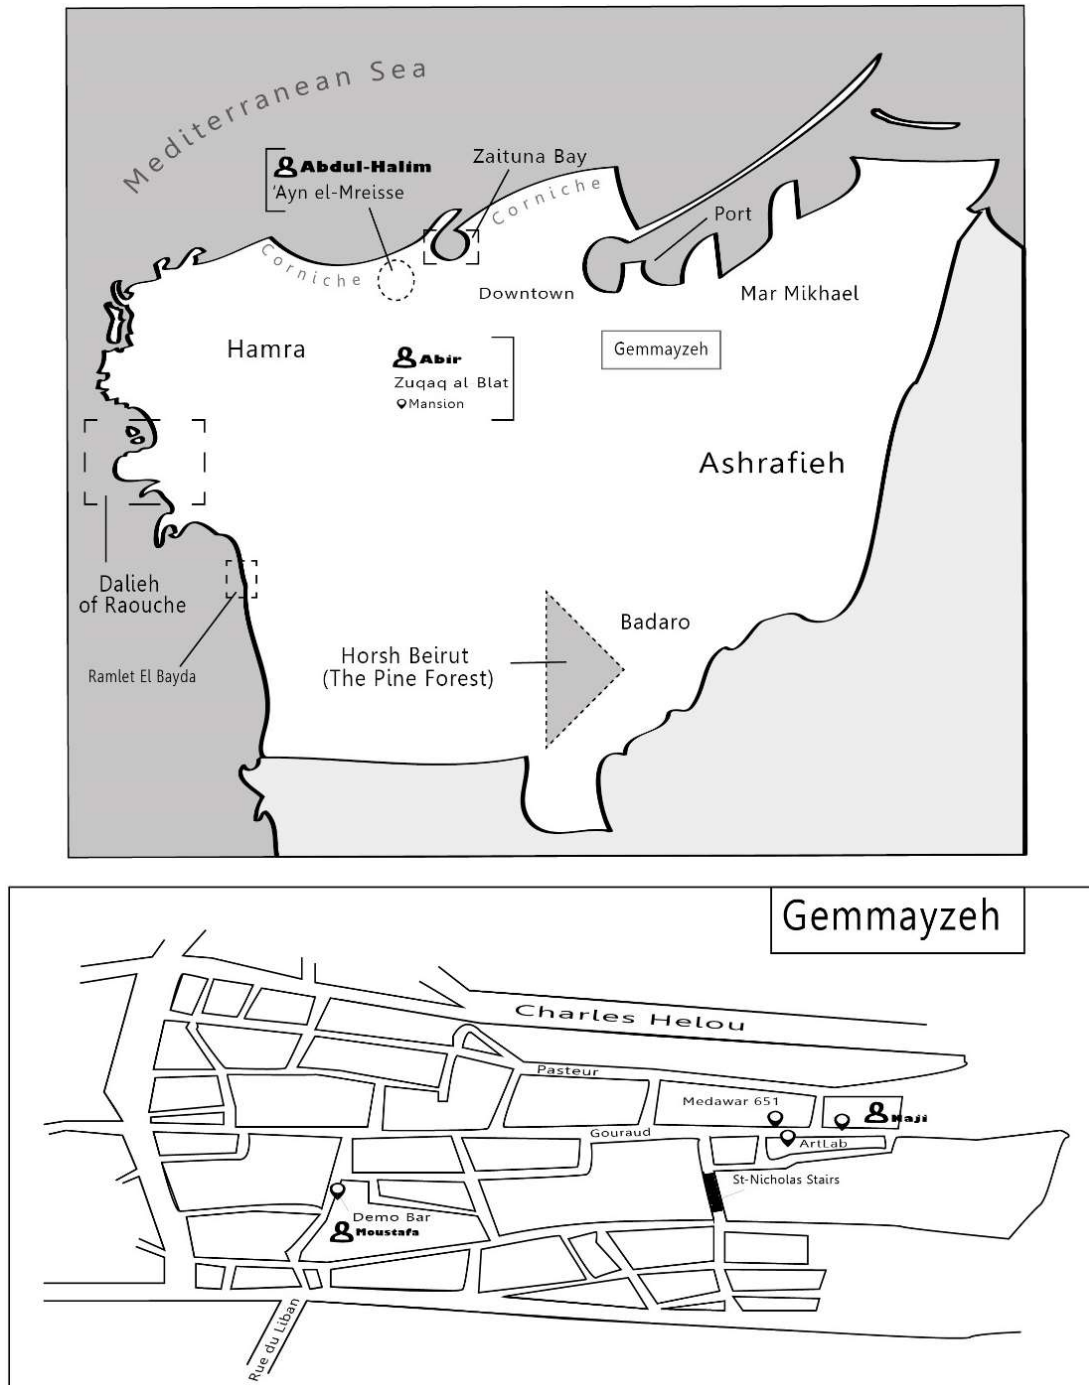 Mediterranean Sea
Abdul-Halim
'Ayn el-Mreisse
Zaituna Bay
Corniche
Corniche
Port
Downtown
Mar Mikhael
Hamra
Abir
Zuqaq al Blat
Mansion
Gemmayzeh
Ashrafieh
Dalieh
of Raouche
Ramlet El Bayda
Horsh Beirut
(The Pine Forest)
Badaro
Gemmayzeh
Charles Helou
Pasteur
Medawar 651
Naji
Gouraud
ArtLab
St-Nicholas Stairs
Demo Bar
Moustafa
Rue du Liban